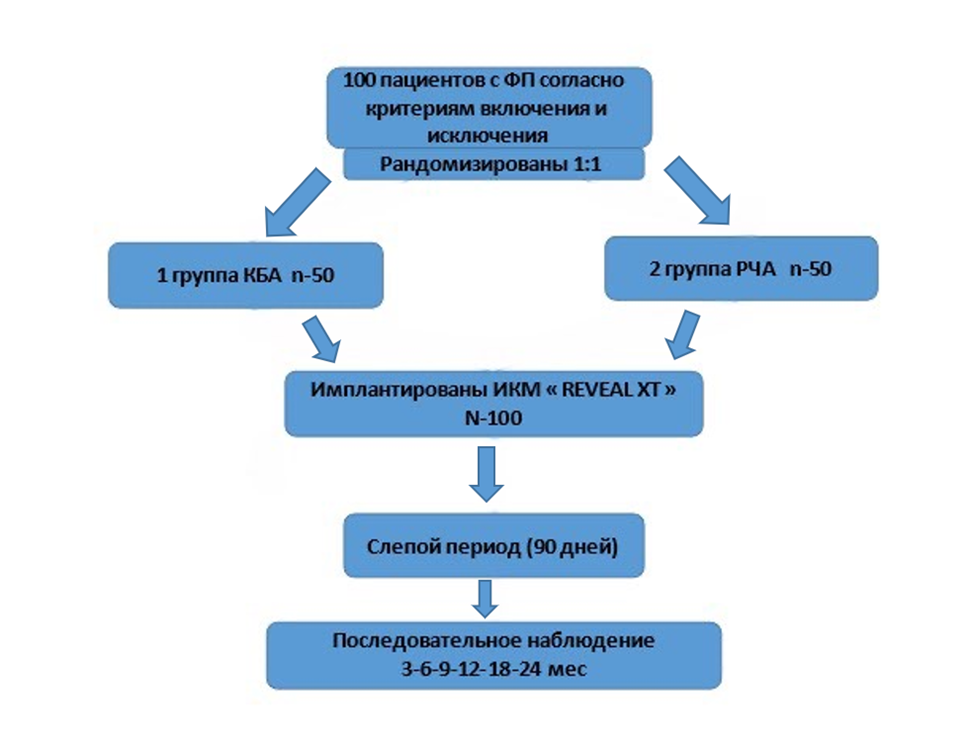 100 пациентов с ФП согласно
критериям включения и
исключения
Рандомизированы 1:1
1 группа КБА n-50
2 группа РЧА n-50
Имплантированы ИКМ « REVEAL XT »
N-100
Слепой период (90 дней)
Последовательное наблюдение
3-6-9-12-18-24 мес